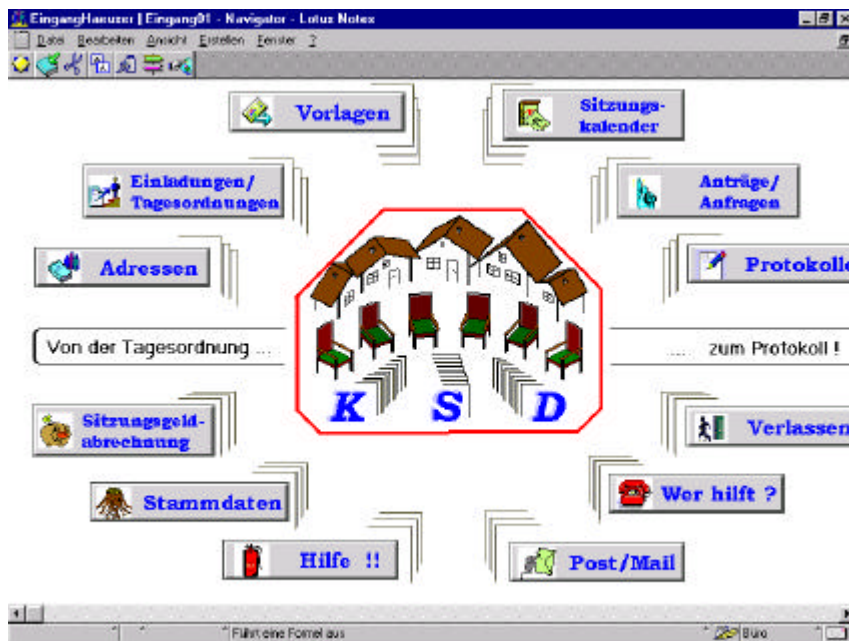 EingangHaeuzer | Eingang01 - Navigator - Lotus Notes
Datei Bearbeiten Ansicht Erstellen Fenster ?
Vorlagen
Sitzungs-
kalender
Einladungen/
Tagesordnungen
Anträge/
Anfragen
Adressen
Protokolle
Von der Tagesordnung ...
.... zum Protokoll !
K S D
Sitzungsgeld-
abrechnung
Verlassen
Stammdaten
Wer hilft ?
Hilfe !!
Post/Mail
Führt eine Formel aus
Büro